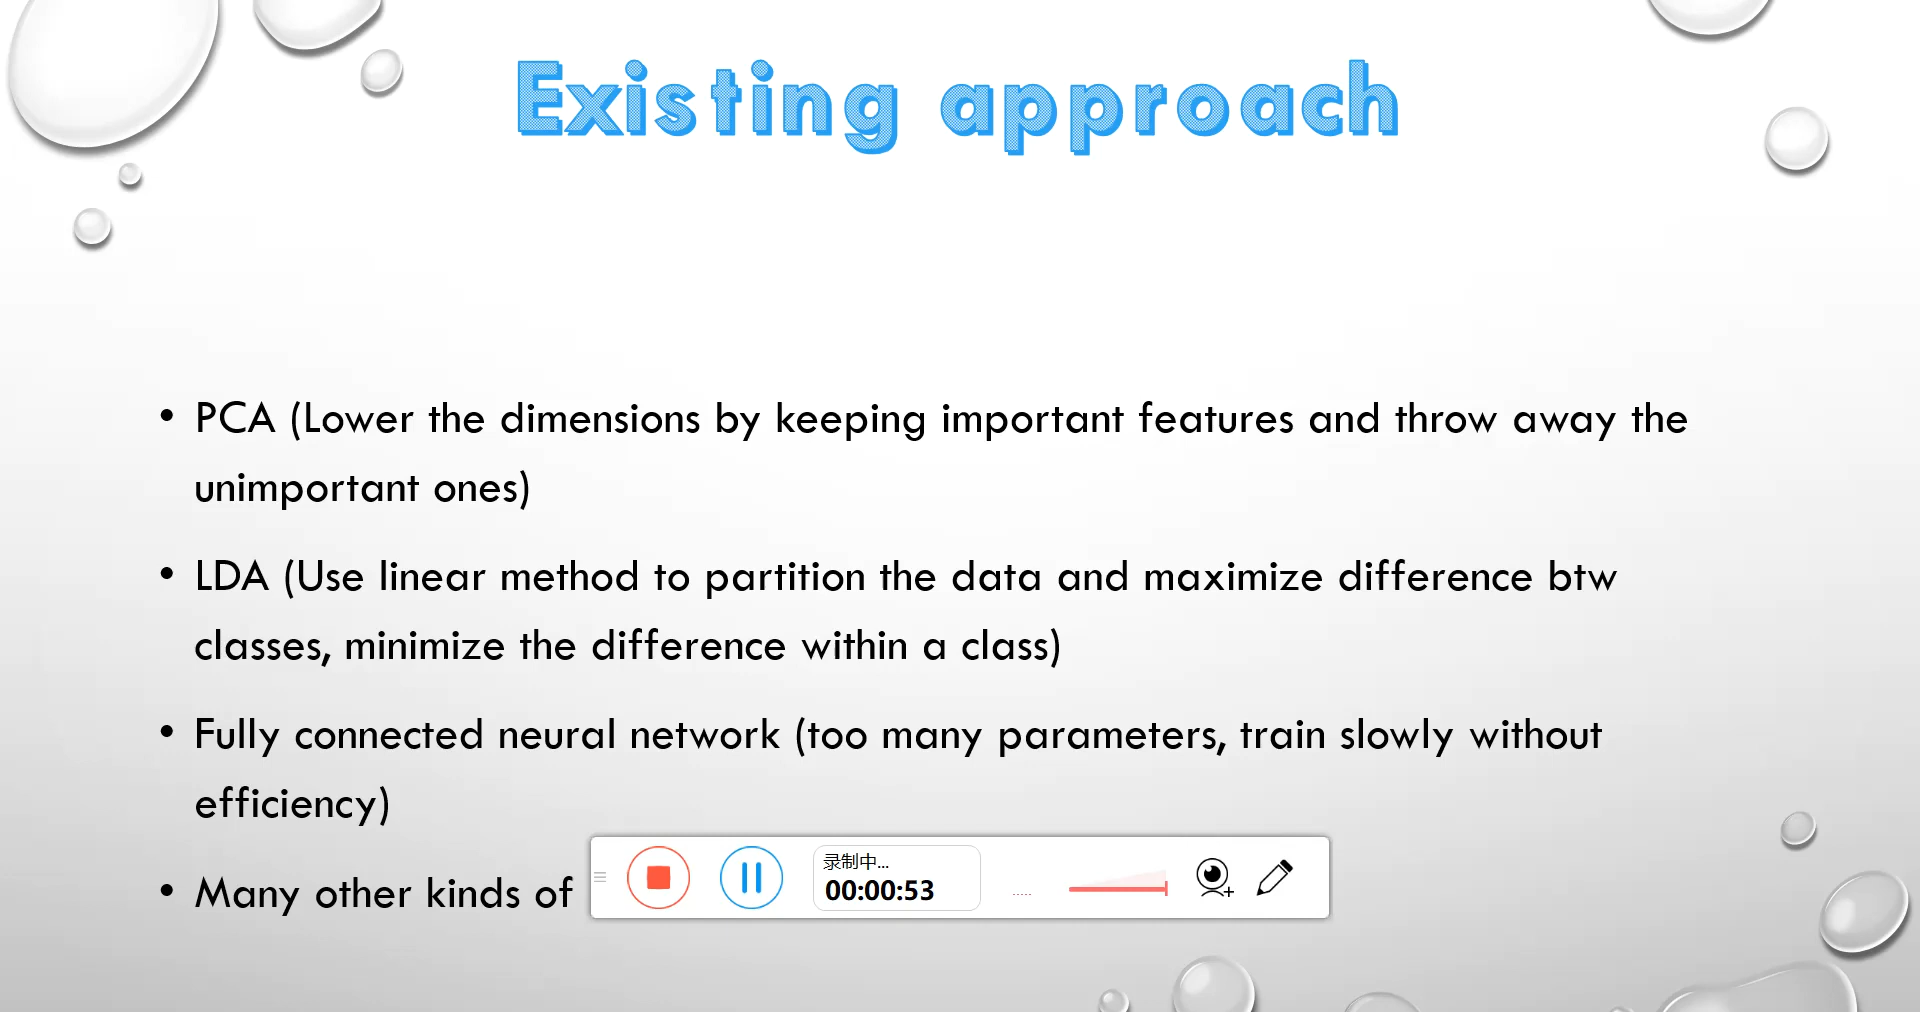 Existing approach
• PCA (Lower the dimensions by keeping important features and throw away the
unimportant ones)
• LDA (Use linear method to partition the data and maximize difference btw
classes, minimize the difference within a class)
• Fully connected neural network (too many parameters, train slowly without
efficiency)
• Many other kinds of
录制中...
00:00:53